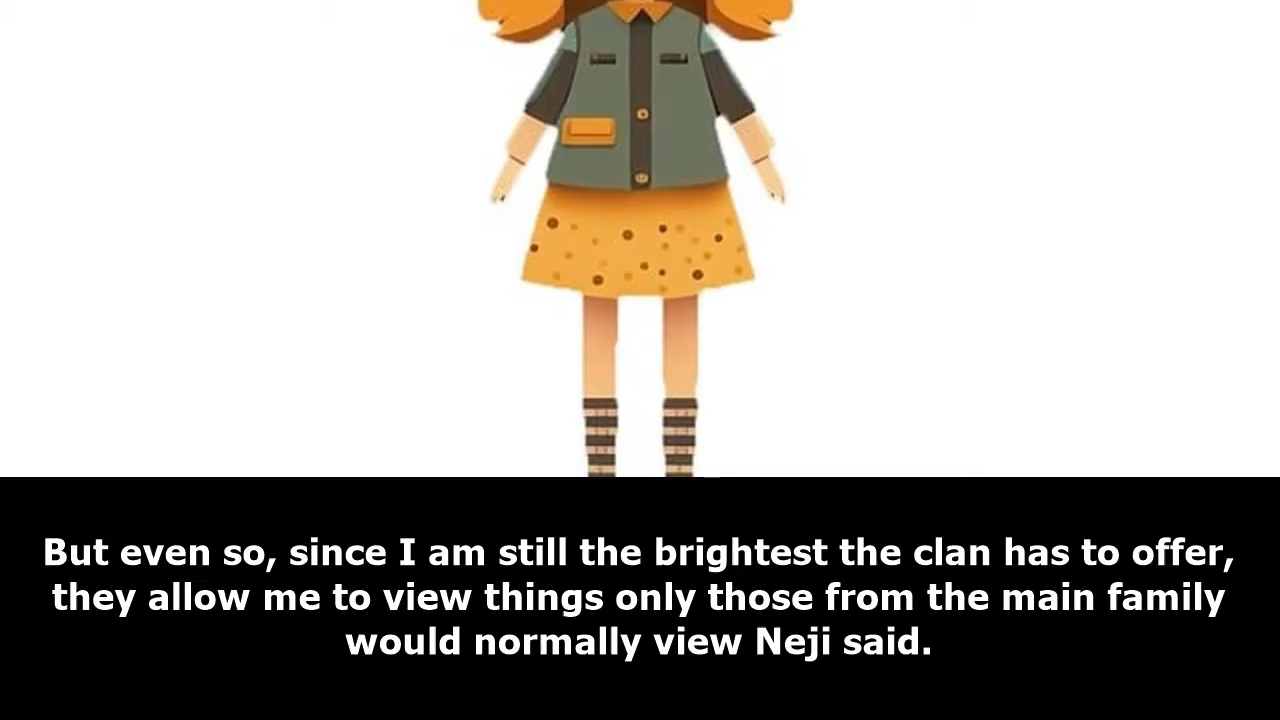 But even so, since I am still the brightest the clan has to offer,
they allow me to view things only those from the main family
would normally view Neji said.